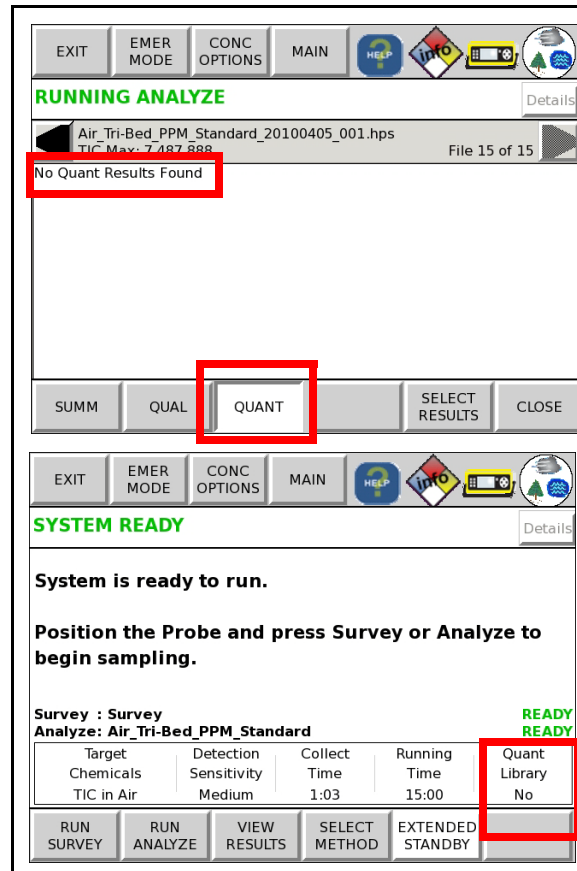 EXIT
EMER
MODE
CONC
OPTIONS
MAIN
HELP
info
RUNNING ANALYZE
Details
Air_Tri-Bed_PPM_Standard_20100405_001.hps
TIC Max: 7,487,888
File 15 of 15
No Quant Results Found
SUMM
QUAL
QUANT
SELECT
RESULTS
CLOSE
EXIT
EMER
MODE
CONC
OPTIONS
MAIN
HELP
info
SYSTEM READY
Details
System is ready to run.
Position the Probe and press Survey or Analyze to
begin sampling.
Survey : Survey READY
Analyze: Air_Tri-Bed_PPM_Standard READY
Target Detection Collect Running Quant
Chemicals Sensitivity Time Time Library
TIC in Air Medium 1:03 15:00 No
RUN
SURVEY
RUN
ANALYZE
VIEW
RESULTS
SELECT
METHOD
EXTENDED
STANDBY